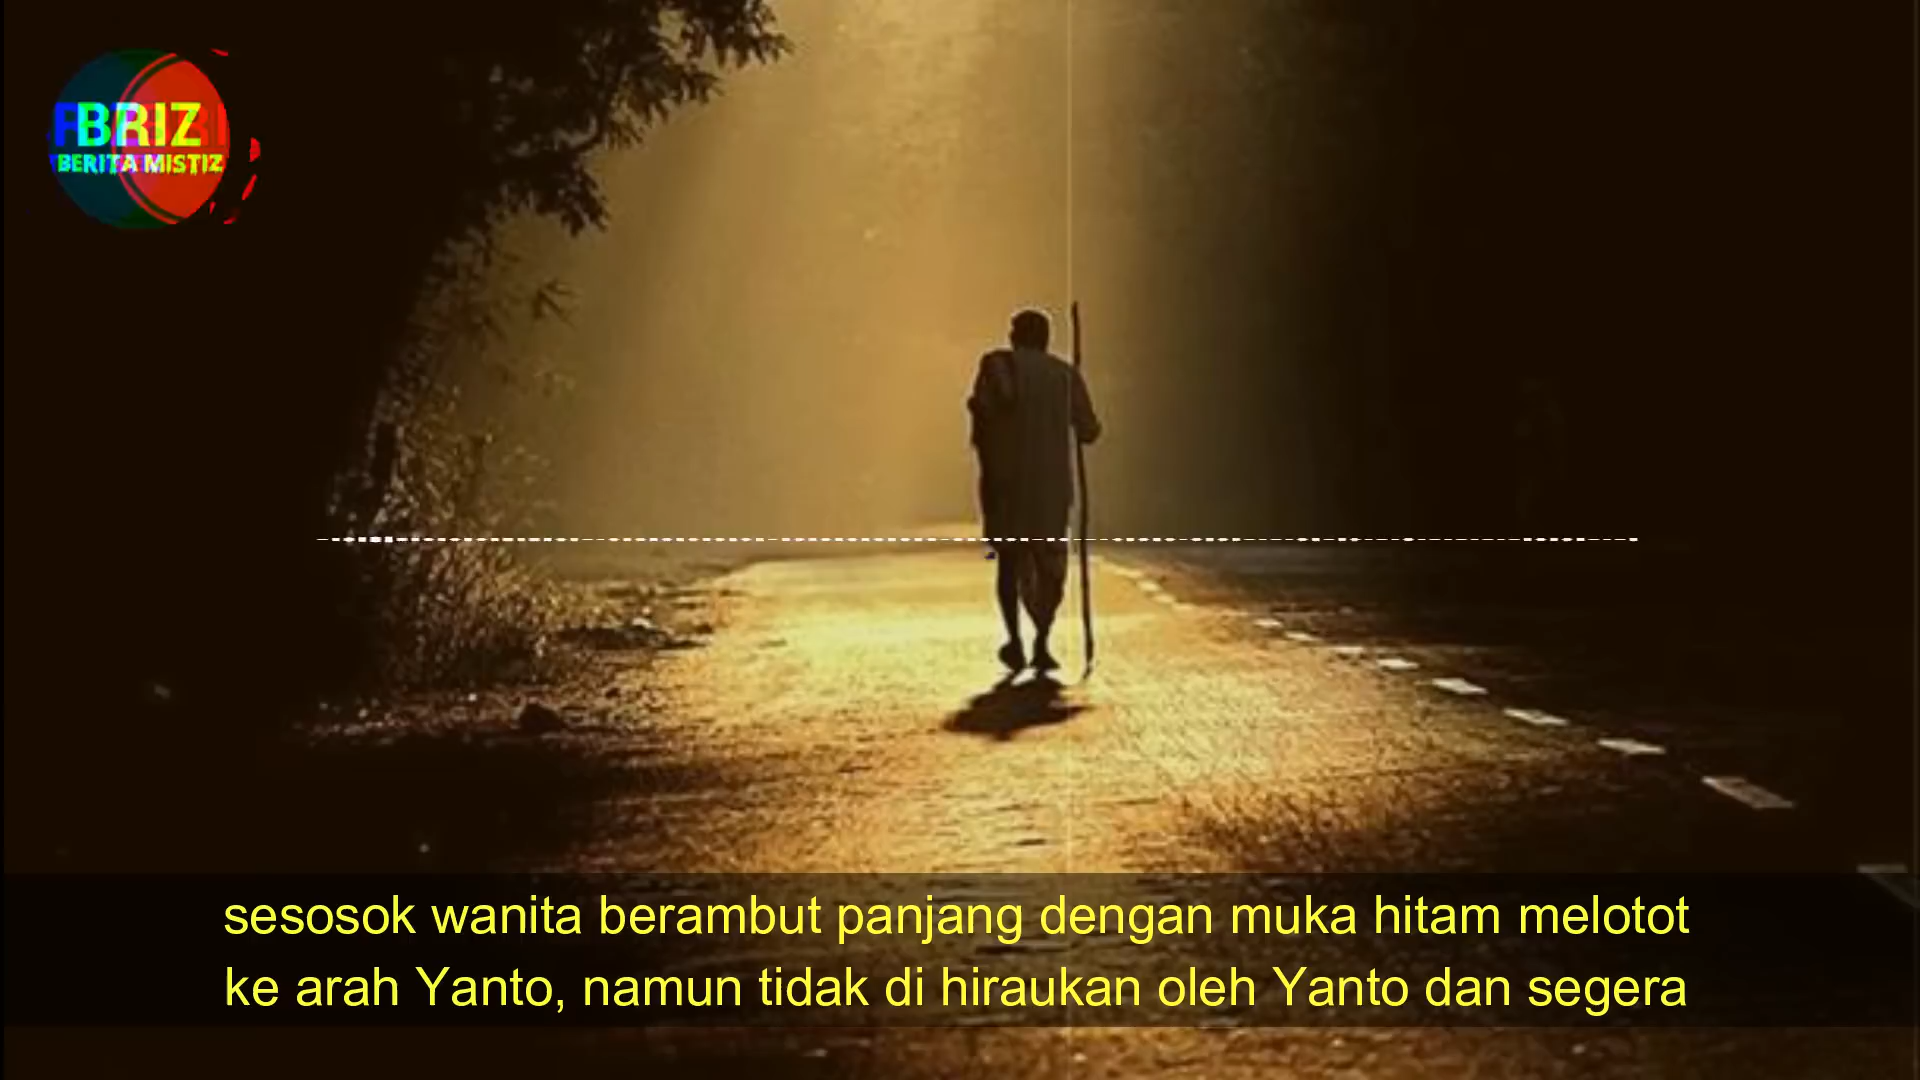 BRIZ
BERITA MISTIZ
sesosok wanita berambut panjang dengan muka hitam melotot
ke arah Yanto, namun tidak di hiraukan oleh Yanto dan segera